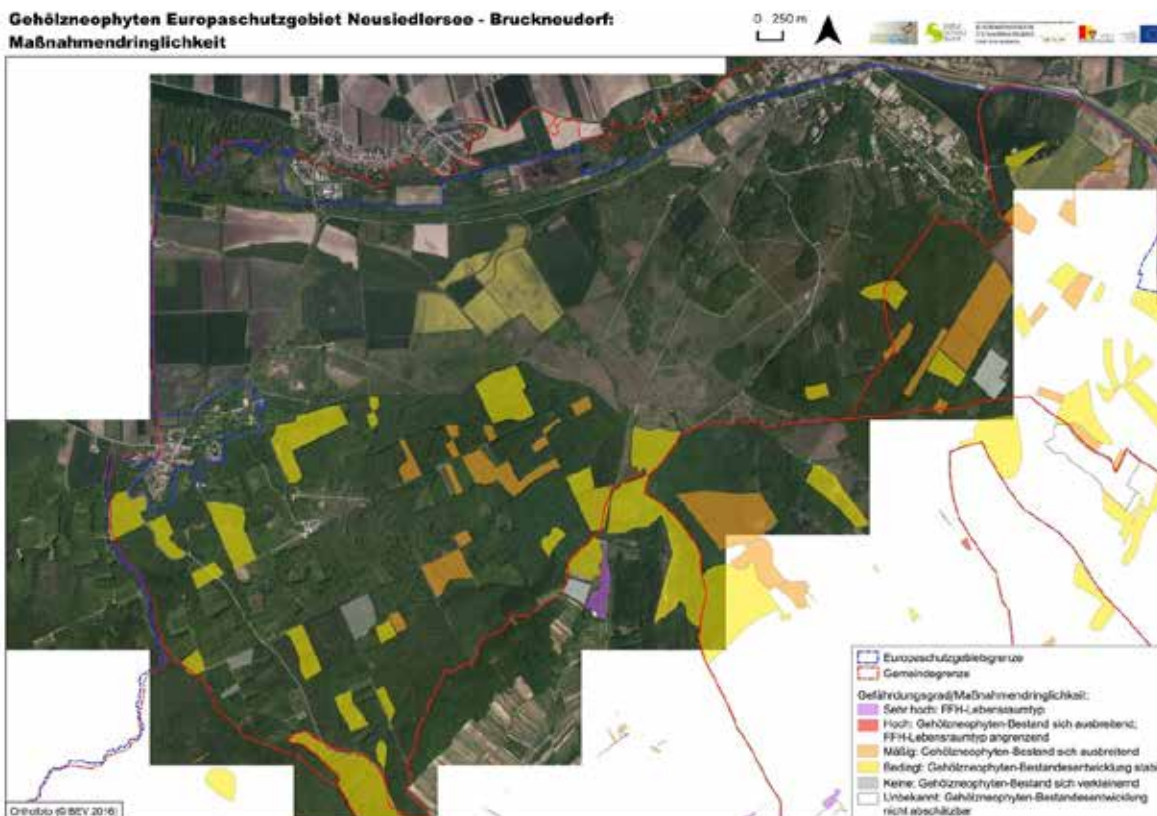 Gehölzneophyten Europaschutzgebiet Neusiedlersee - Bruckneudorf:
Maßnahmendringlichkeit
0 250 m
Europaschutzgebietsgrenze
Gemeindegrenze
Gefährdungsgrad/Maßnahmendringlichkeit:
Sehr hoch: FFH-Lebensraumtyp
Hoch: Gehölzneophyten-Bestand sich ausbreitend;
FFH-Lebensraumtyp angrenzend
Mäßig: Gehölzneophyten-Bestand sich ausbreitend
Bedingt: Gehölzneophyten-Bestandesentwicklung stabil
Keine: Gehölzneophyten-Bestand sich verkleinernd
Unbekannt: Gehölzneophyten-Bestandesentwicklung
nicht abschätzbar
Orthofoto (©BEV 2016)